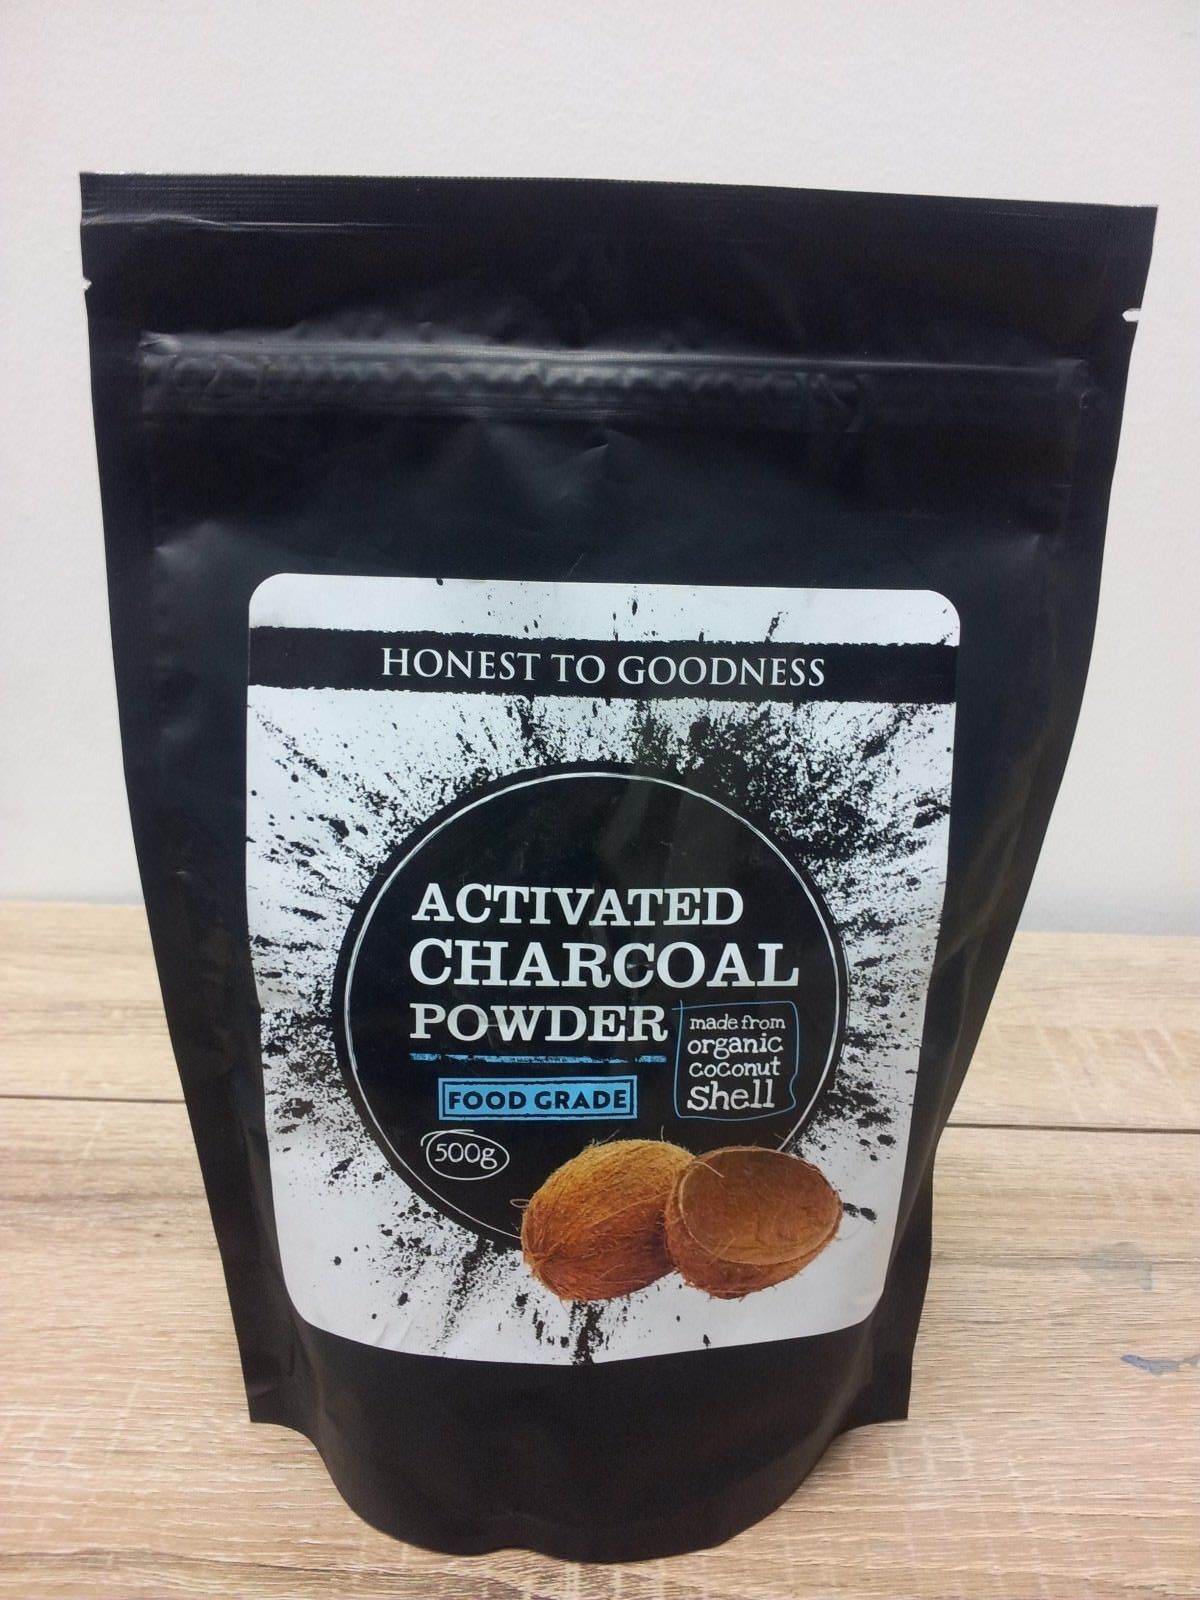 HONEST TO GOODNESS
ACTIVATED
CHARCOAL
POWDER
made from
organic
coconut
shell
FOOD GRADE
500g